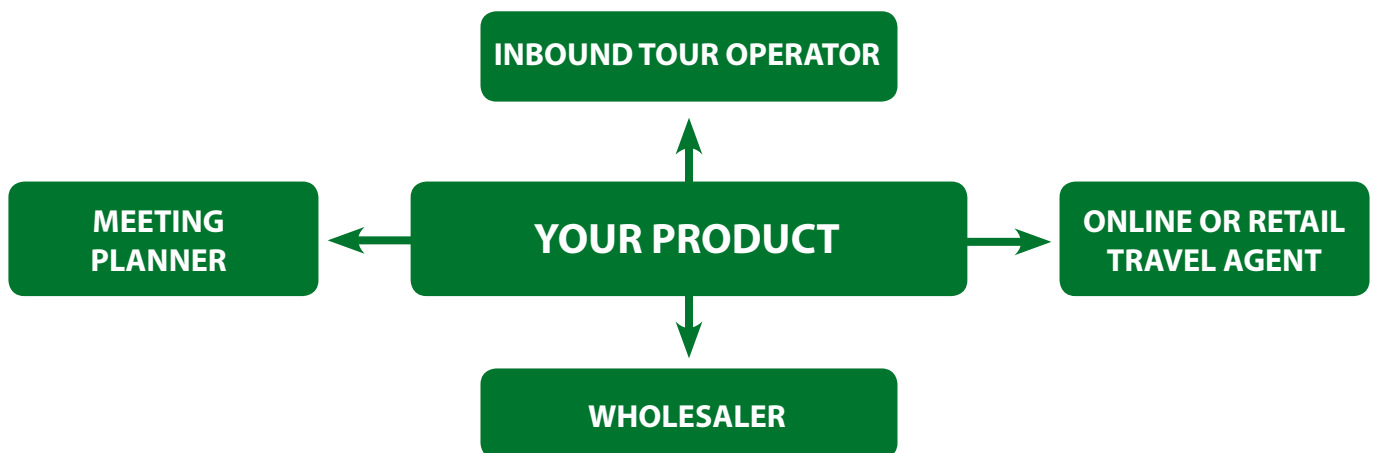 INBOUND TOUR OPERATOR
MEETING
PLANNER
YOUR PRODUCT
ONLINE OR RETAIL
TRAVEL AGENT
WHOLESALER